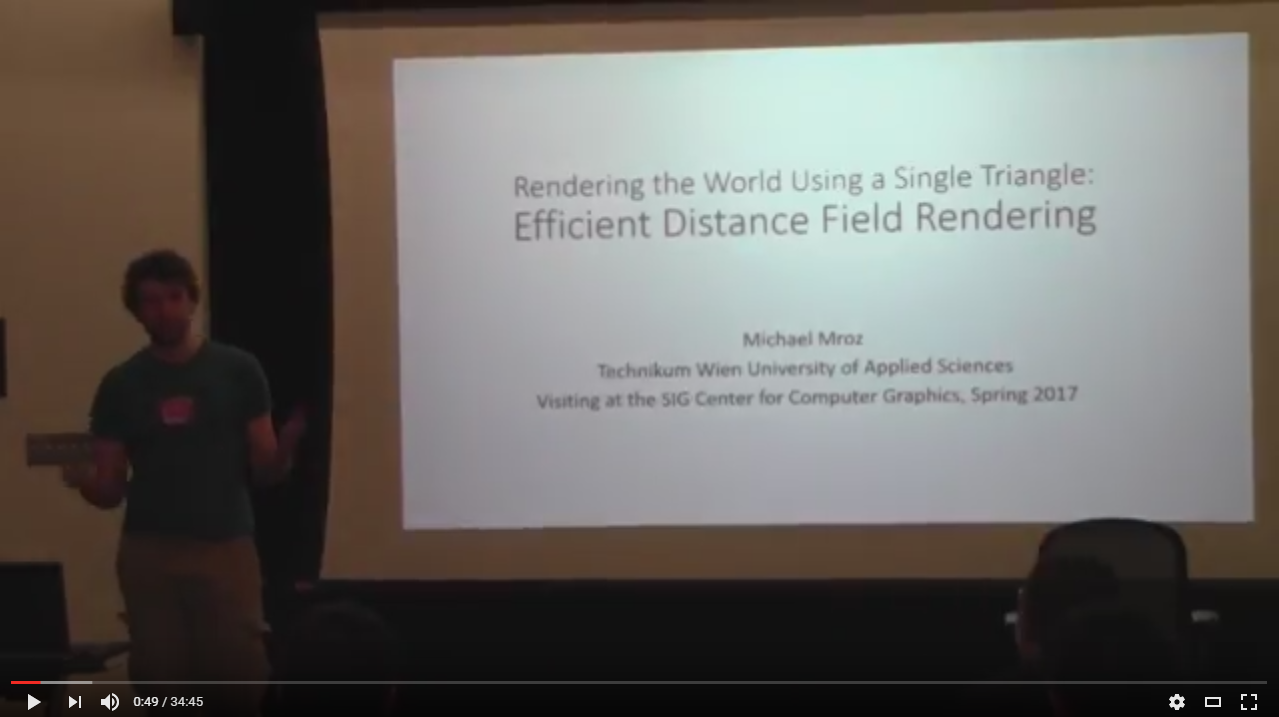 Rendering the World Using a Single Triangle:
Efficient Distance Field Rendering
Michael Mroz
Technikum Wien University of Applied Sciences
Visiting at the SIG Center for Computer Graphics, Spring 2017
0:49 / 34:45